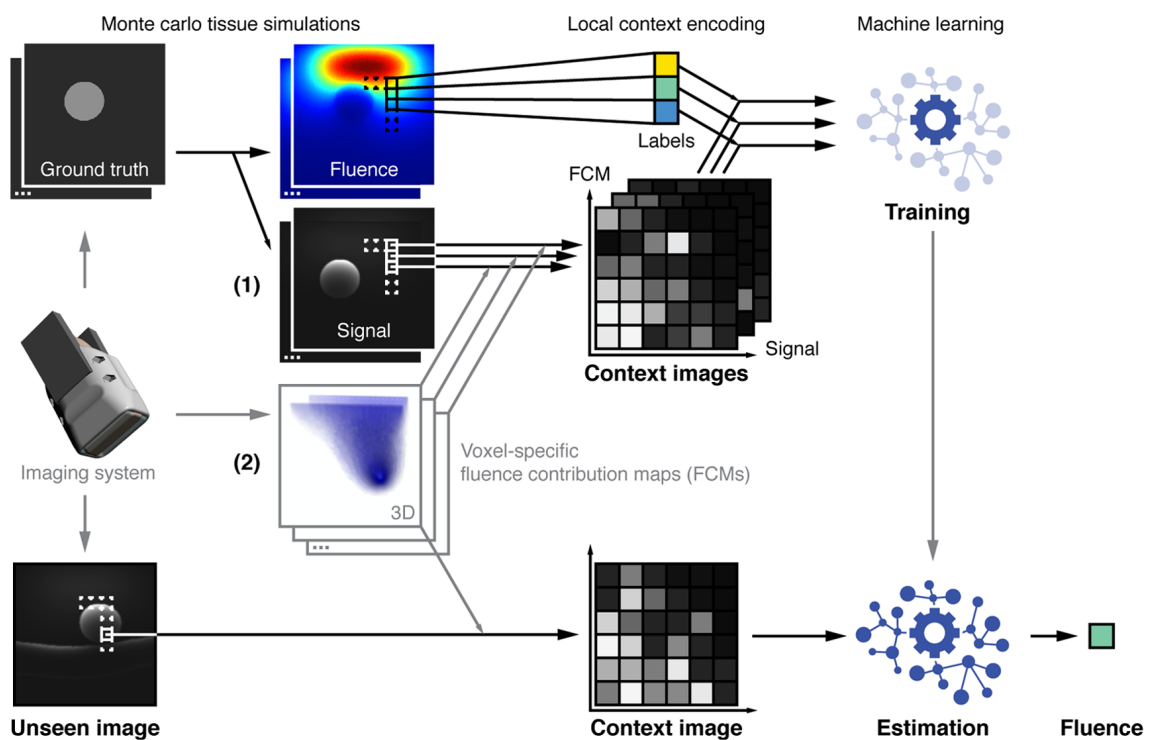 Monte carlo tissue simulations
Local context encoding
Machine learning
Ground truth
Fluence
Labels
FCM
Training
(1)
Signal
Signal
Context images
Imaging system
(2)
Voxel-specific
fluence contribution maps (FCMs)
3D
Unseen image
Context image
Estimation
Fluence